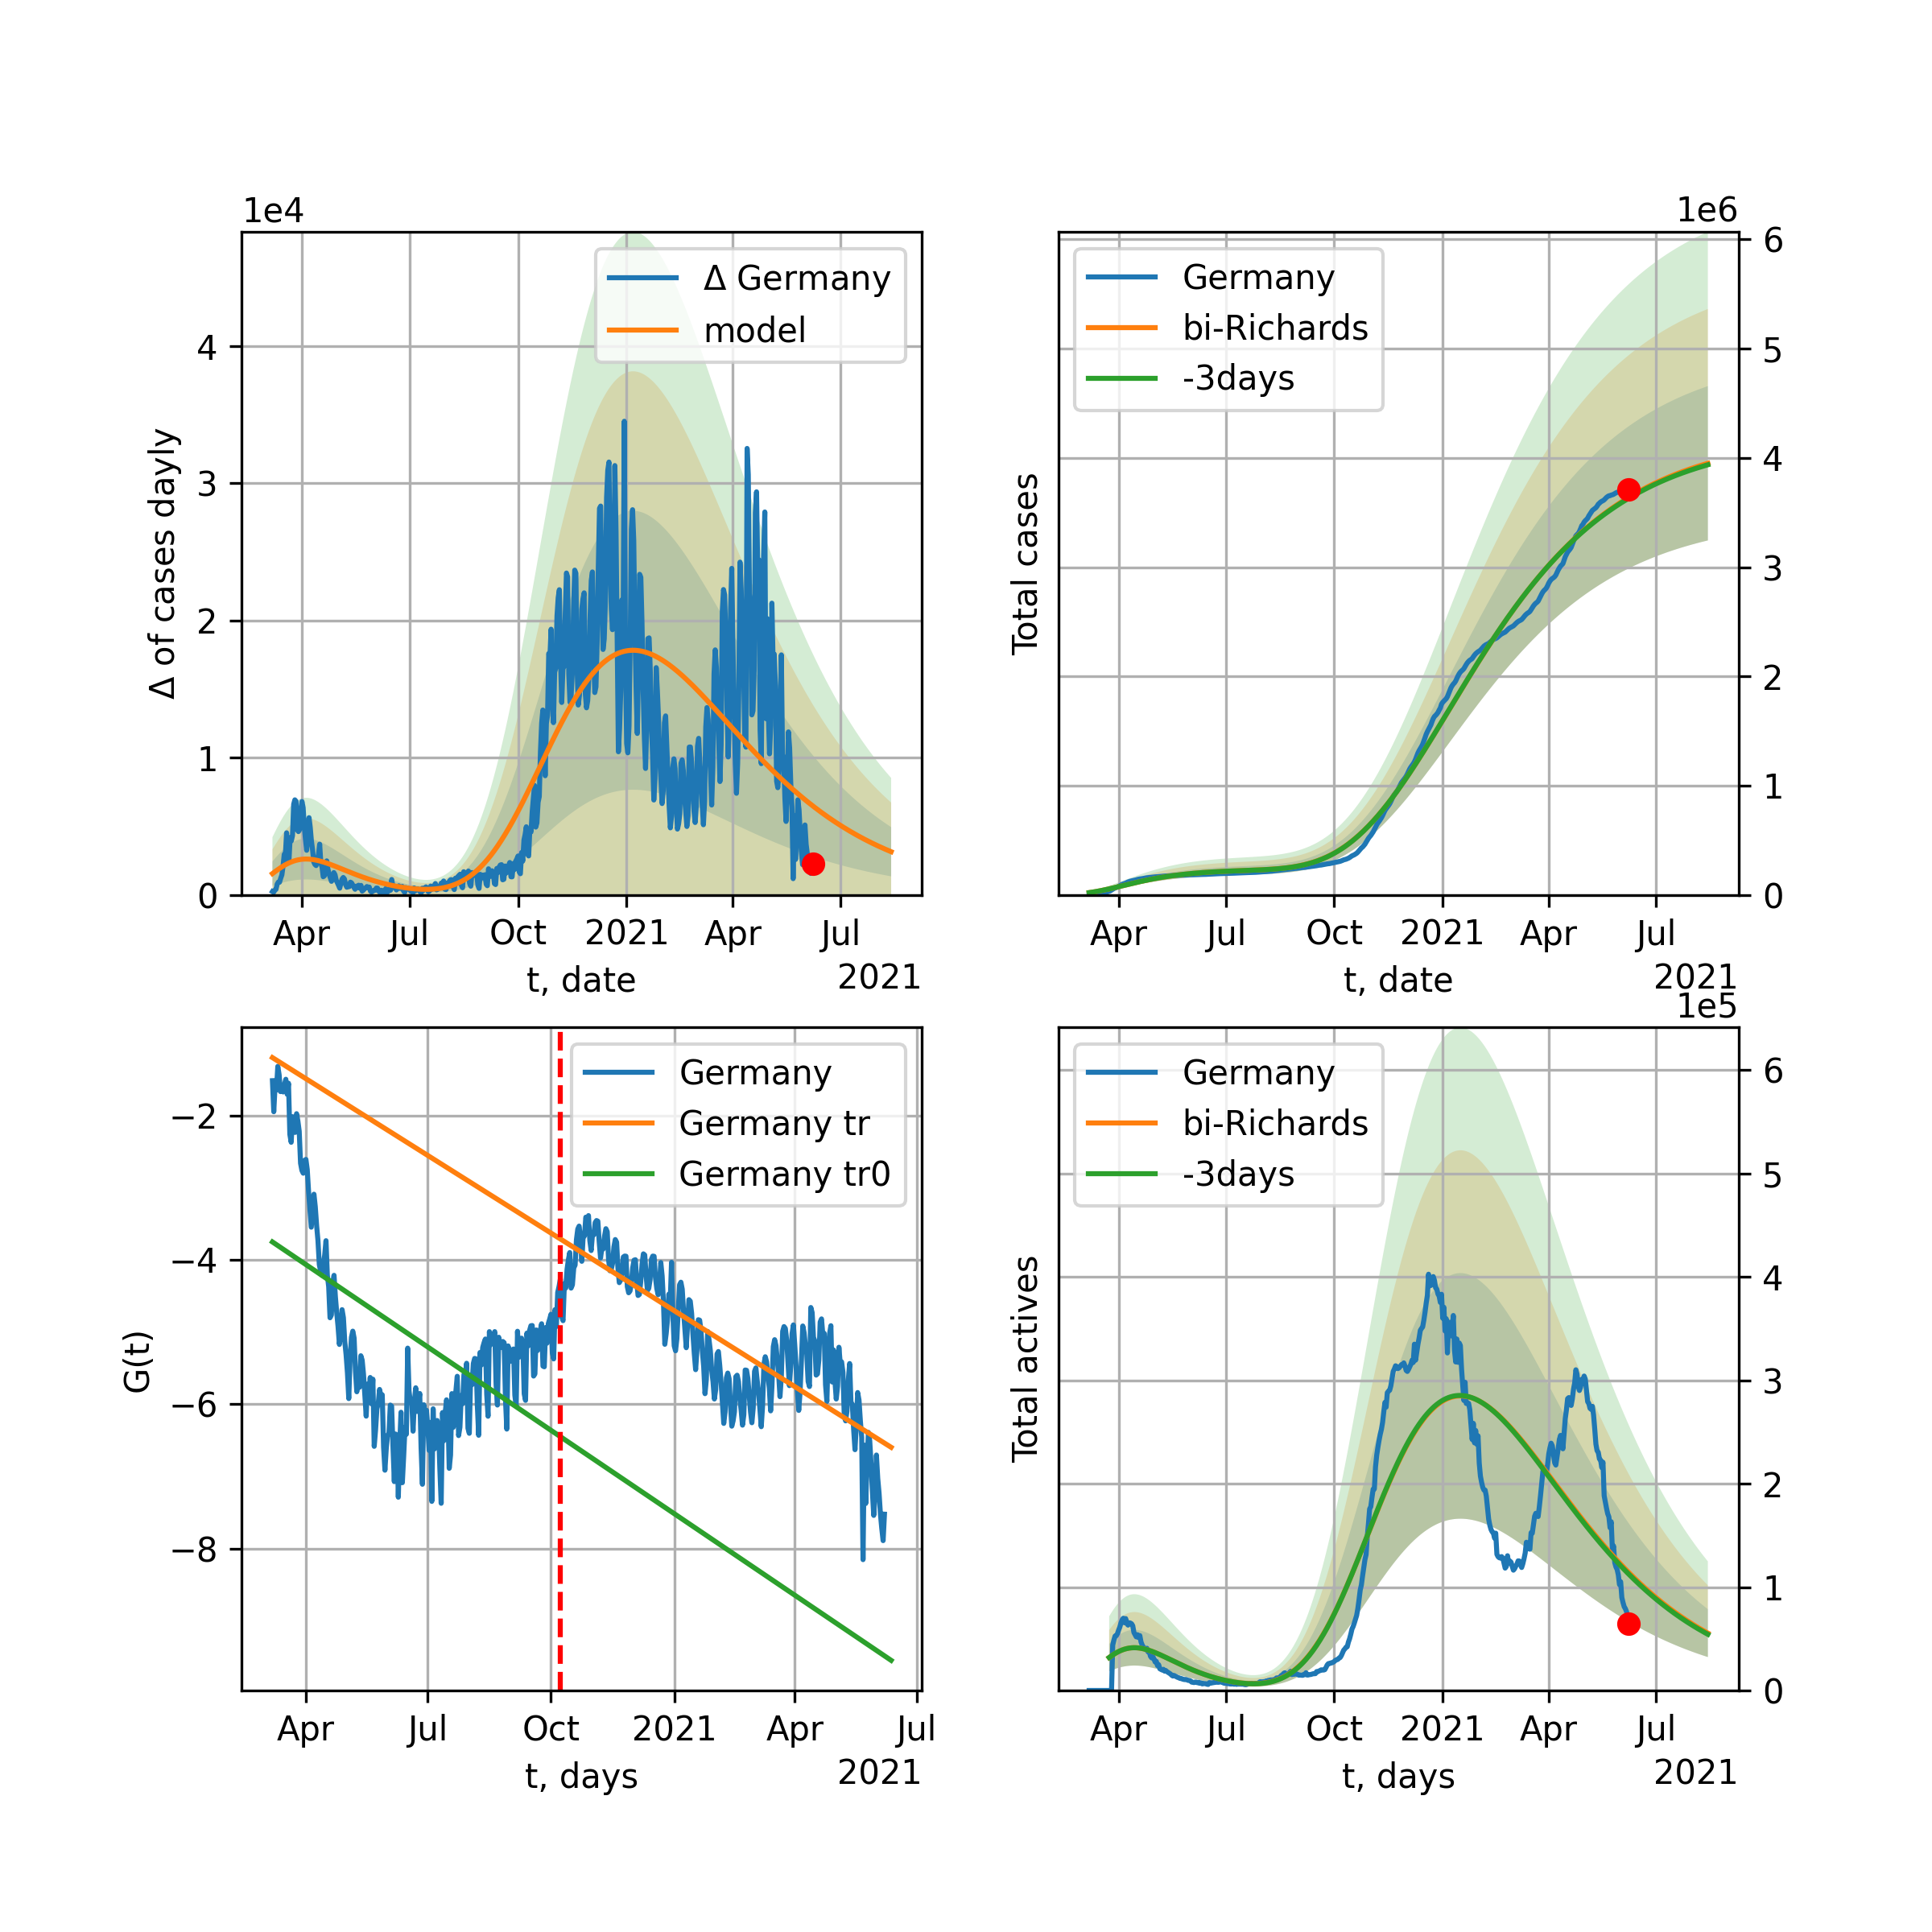 1e4
Δ Germany
model
4
3
2
1
0
Δ of cases dayly
Apr
Jul
Oct
2021
Apr
Jul
t, date
2021
1e6
Germany
bi-Richards
-3days
6
5
4
3
2
1
0
Total cases
Apr
Jul
Oct
2021
Apr
Jul
t, date
2021
Germany
Germany tr
Germany tr0
−2
−4
−6
−8
G(t)
Apr
Jul
Oct
2021
Apr
Jul
t, days
2021
1e5
Germany
bi-Richards
-3days
6
5
4
3
2
1
0
Total actives
Apr
Jul
Oct
2021
Apr
Jul
t, days
2021